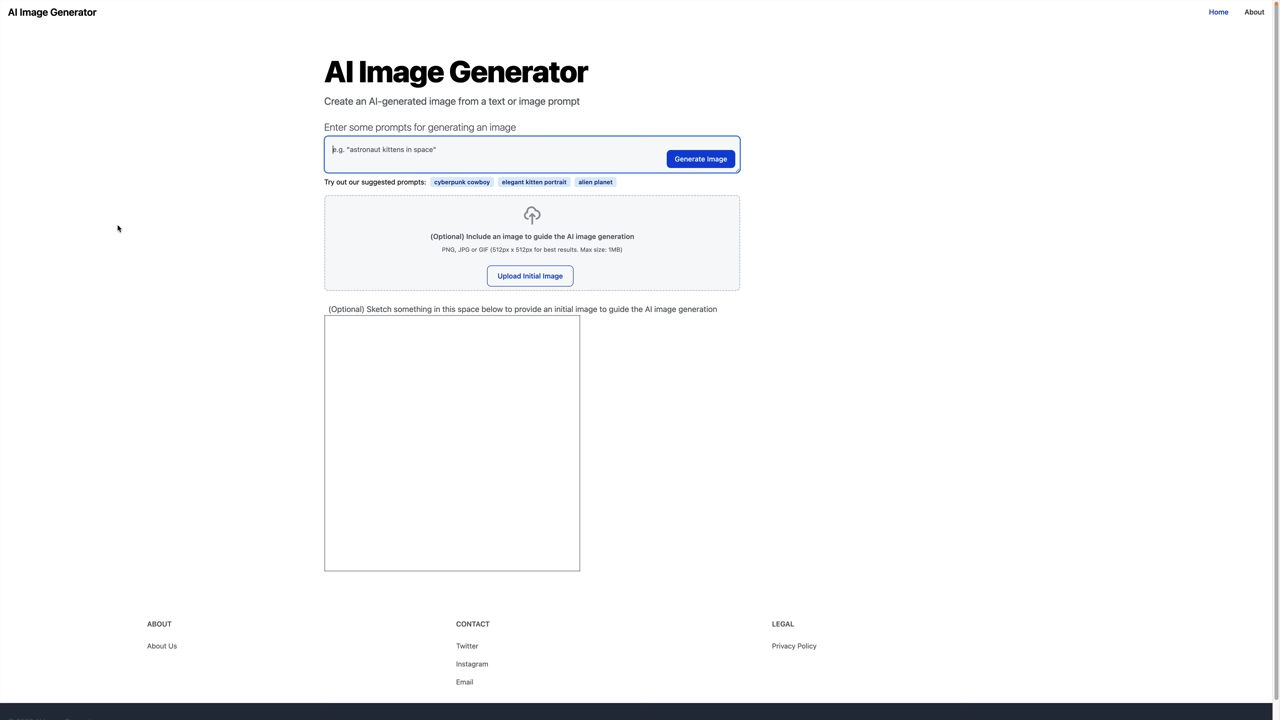 AI Image Generator
Home
About
AI Image Generator
Create an AI-generated image from a text or image prompt
Enter some prompts for generating an image
e.g. "astronaut kittens in space"
Generate Image
Try out our suggested prompts: cyberpunk cowboy elegant kitten portrait alien planet
(Optional) Include an image to guide the AI image generation
PNG, JPG or GIF (512px x 512px for best results. Max size: 1MB)
Upload Initial Image
(Optional) Sketch something in this space below to provide an initial image to guide the AI image generation
ABOUT
About Us
CONTACT
Twitter
Instagram
Email
LEGAL
Privacy Policy